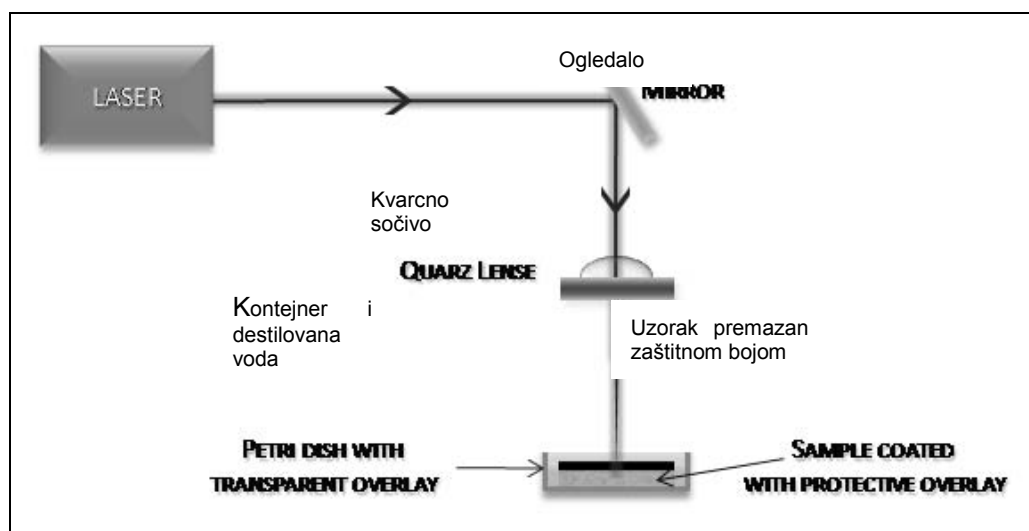 Ogledalo
MIRROR
LASER
Kvarcno
sočivo
QUARZ LENSE
Kontejner i
destilovana
voda
Uzorak premazan
zaštitnom bojom
PETRI DISH WITH
TRANSPARENT OVERLAY
SAMPLE COATED
WITH PROTECTIVE OVERLAY